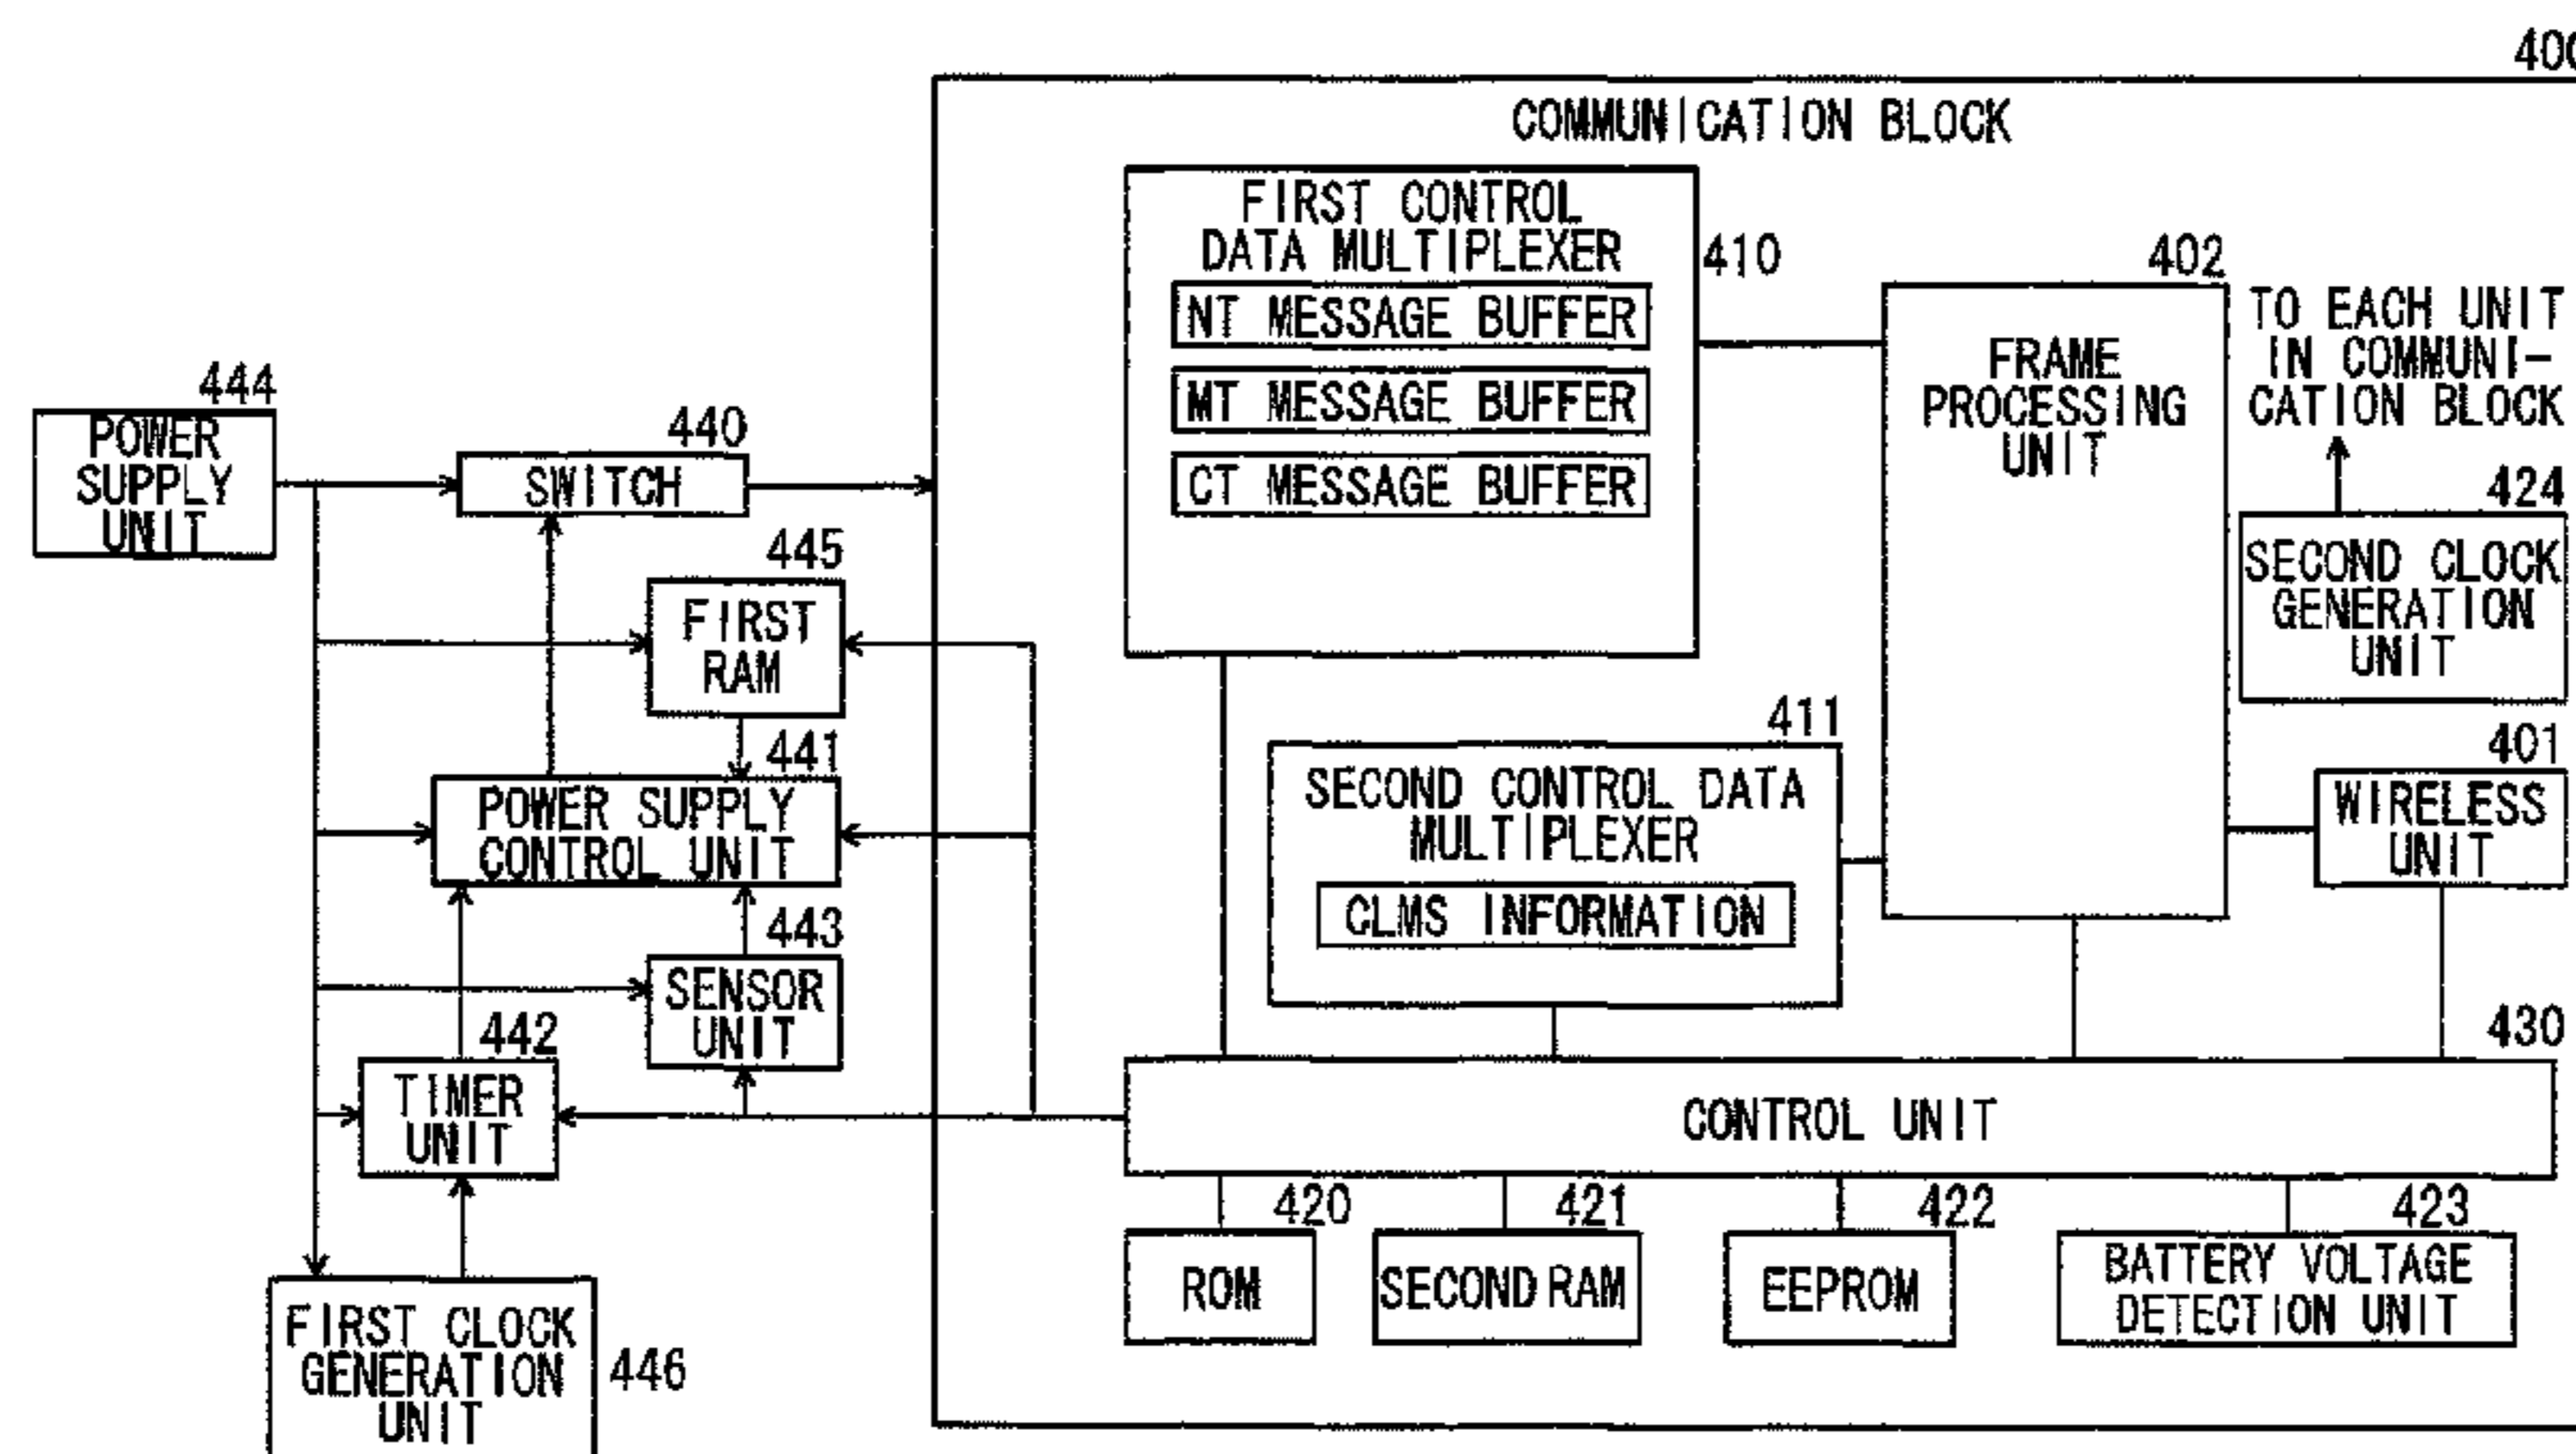 400
COMMUNICATION BLOCK
FIRST CONTROL
DATA MULTIPLEXER
410
NT MESSAGE BUFFER
MT MESSAGE BUFFER
CT MESSAGE BUFFER
402
FRAME
PROCESSING
UNIT
TO EACH UNIT
IN COMMUNI-
CATION BLOCK
424
SECOND CLOCK
GENERATION
UNIT
444
POWER
SUPPLY
UNIT
440
SWITCH
445
FIRST
RAM
441
POWER SUPPLY
CONTROL UNIT
443
SENSOR
UNIT
442
TIMER
UNIT
FIRST CLOCK
GENERATION
UNIT
446
411
SECOND CONTROL DATA
MULTIPLEXER
CLMS INFORMATION
401
WIRELESS
UNIT
430
CONTROL UNIT
420
ROM
421
SECOND RAM
422
EEPROM
423
BATTERY VOLTAGE
DETECTION UNIT